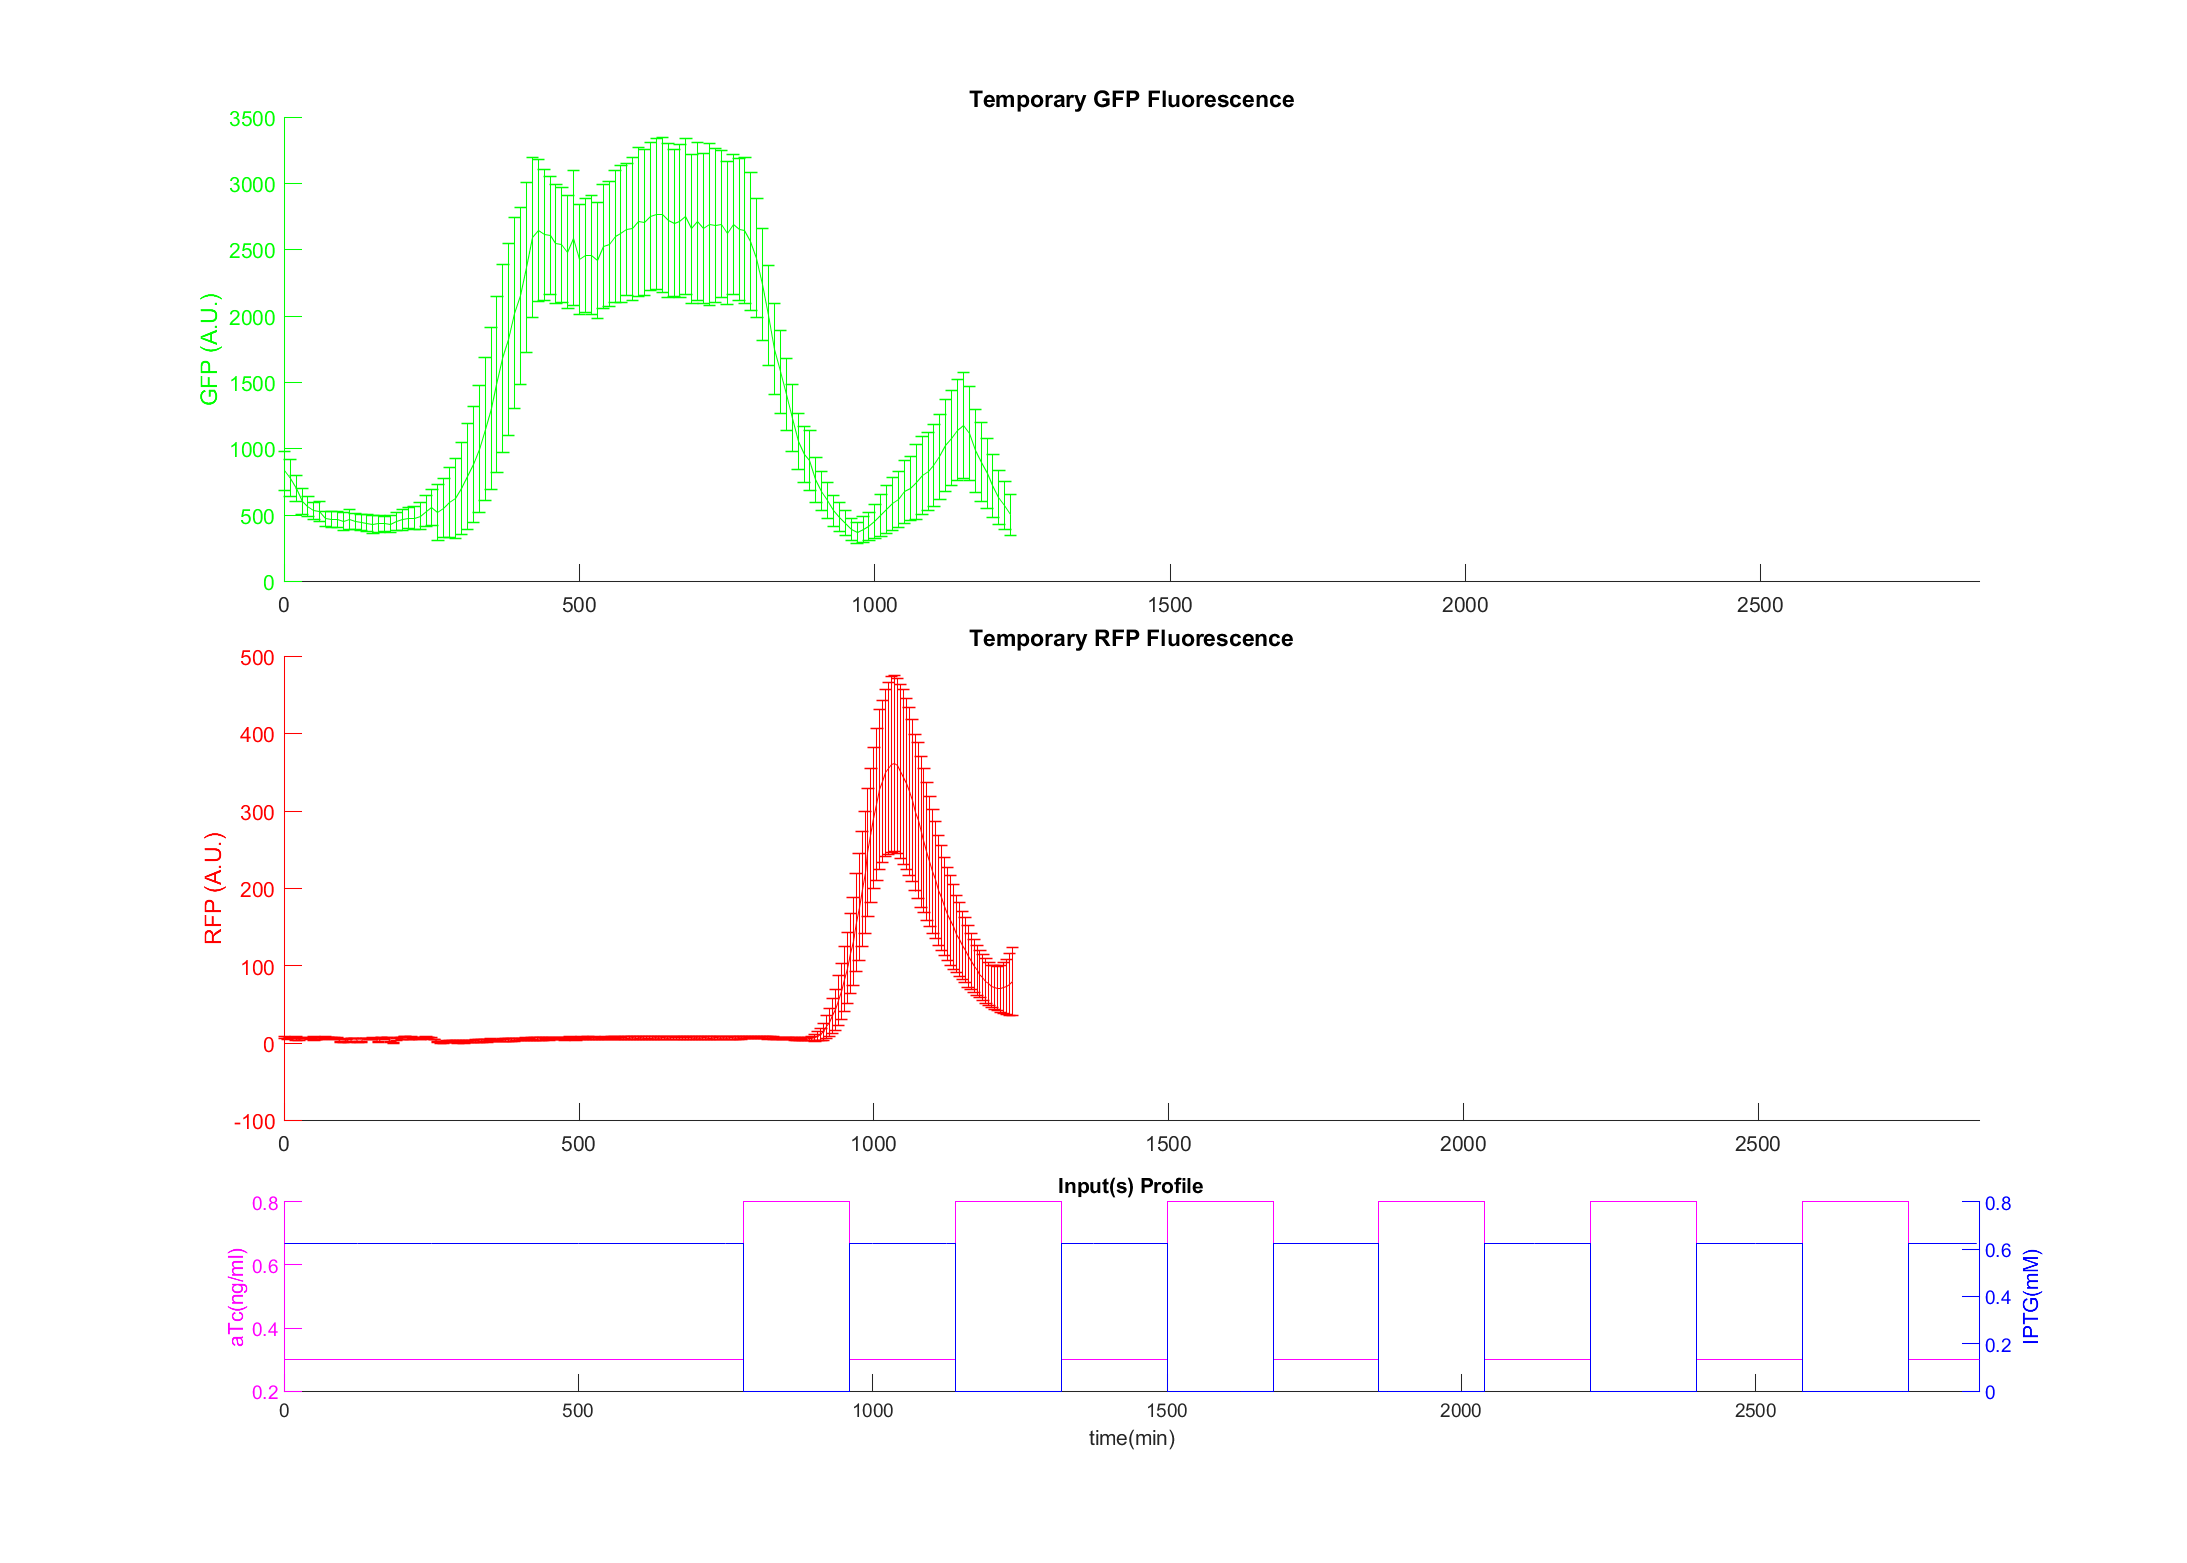 Temporary GFP Fluorescence
3500
3000
2500
2000
1500
1000
500
0
GFP (A.U.)
0 500 1000 1500 2000 2500
Temporary RFP Fluorescence
500
400
300
200
100
0
-100
RFP (A.U.)
0 500 1000 1500 2000 2500
Input(s) Profile
0.8
0.6
0.4
0.2
aTc(ng/ml)
0.8
0.6
0.4
0.2
0
IPTG(mM)
0 500 1000 1500 2000 2500
time(min)